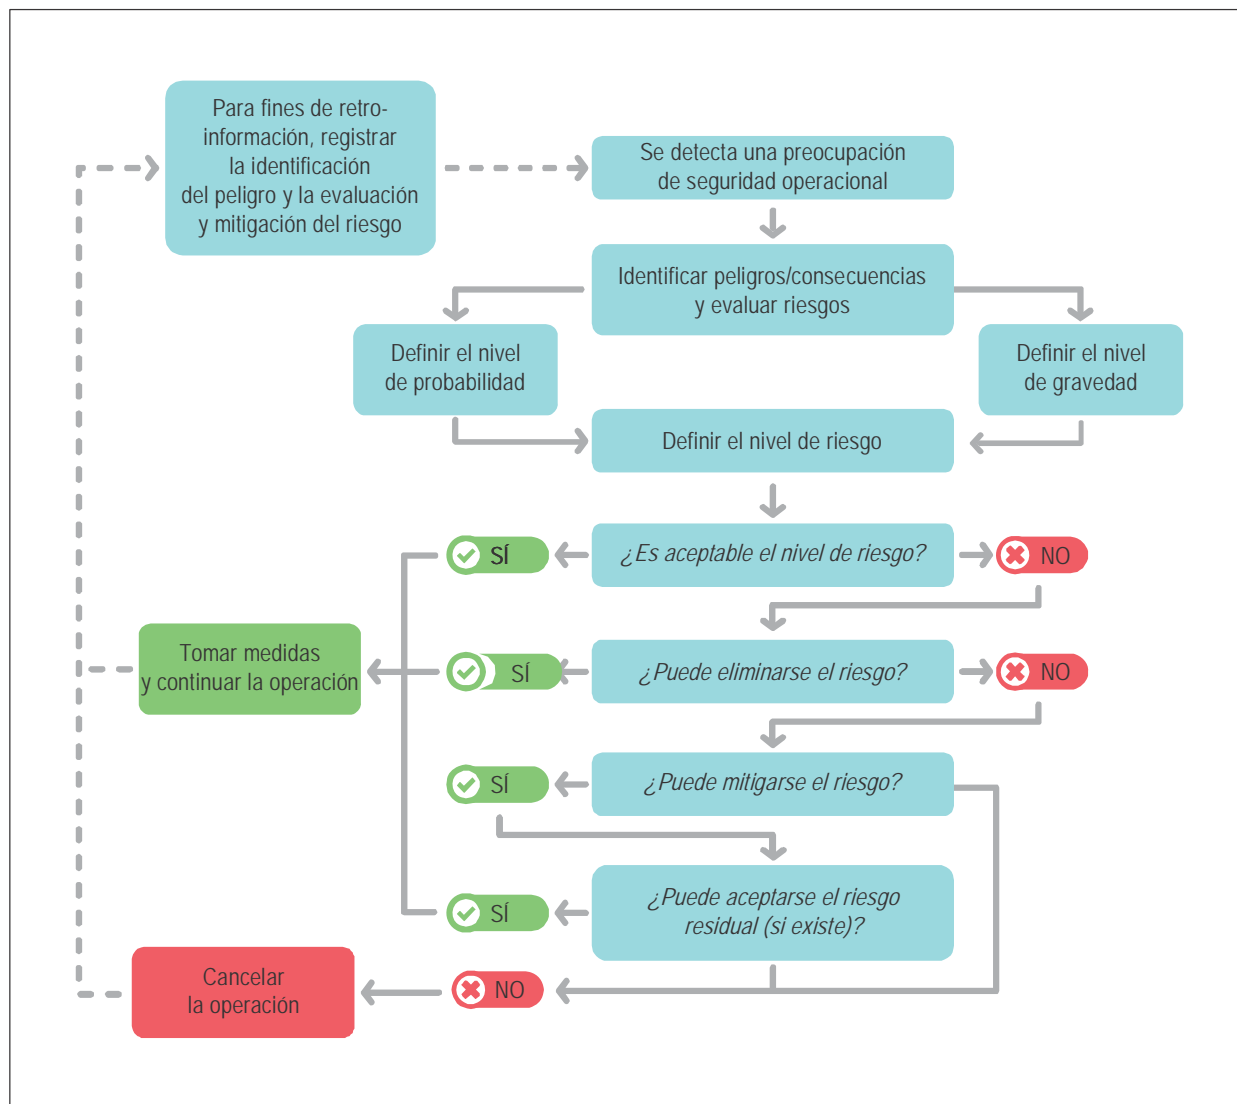 Para fines de retro-
información, registrar
la identificación
del peligro y la evaluación
y mitigación del riesgo
Se detecta una preocupación
de seguridad operacional
Identificar peligros/consecuencias
y evaluar riesgos
Definir el nivel
de probabilidad
Definir el nivel
de gravedad
Definir el nivel de riesgo
SÍ
¿Es aceptable el nivel de riesgo?
NO
Tomar medidas
y continuar la operación
SÍ
¿Puede eliminarse el riesgo?
NO
SÍ
¿Puede mitigarse el riesgo?
SÍ
¿Puede aceptarse el riesgo
residual (si existe)?
Cancelar
la operación
NO